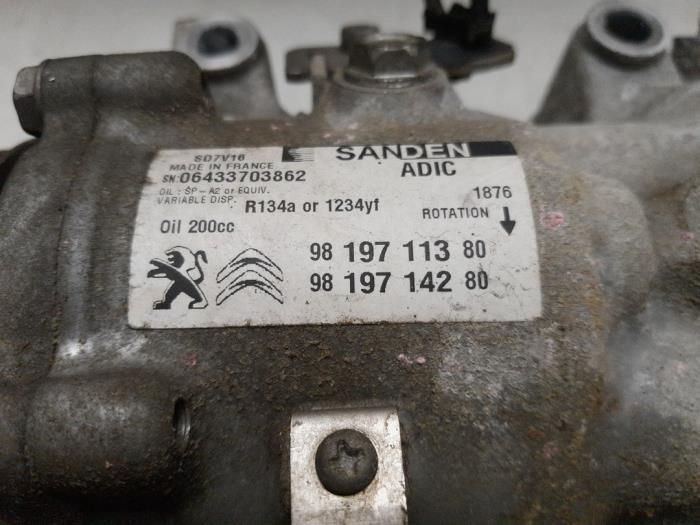 SD7V16
MADE IN FRANCE
SN:06433703862
SANDEN
ADIC
OIL : SP-A2 or EQUIV.
VARIABLE DISP.
R134a or 1234yf
1876
Oil 200cc
ROTATION
98 197 113 80
98 197 142 80